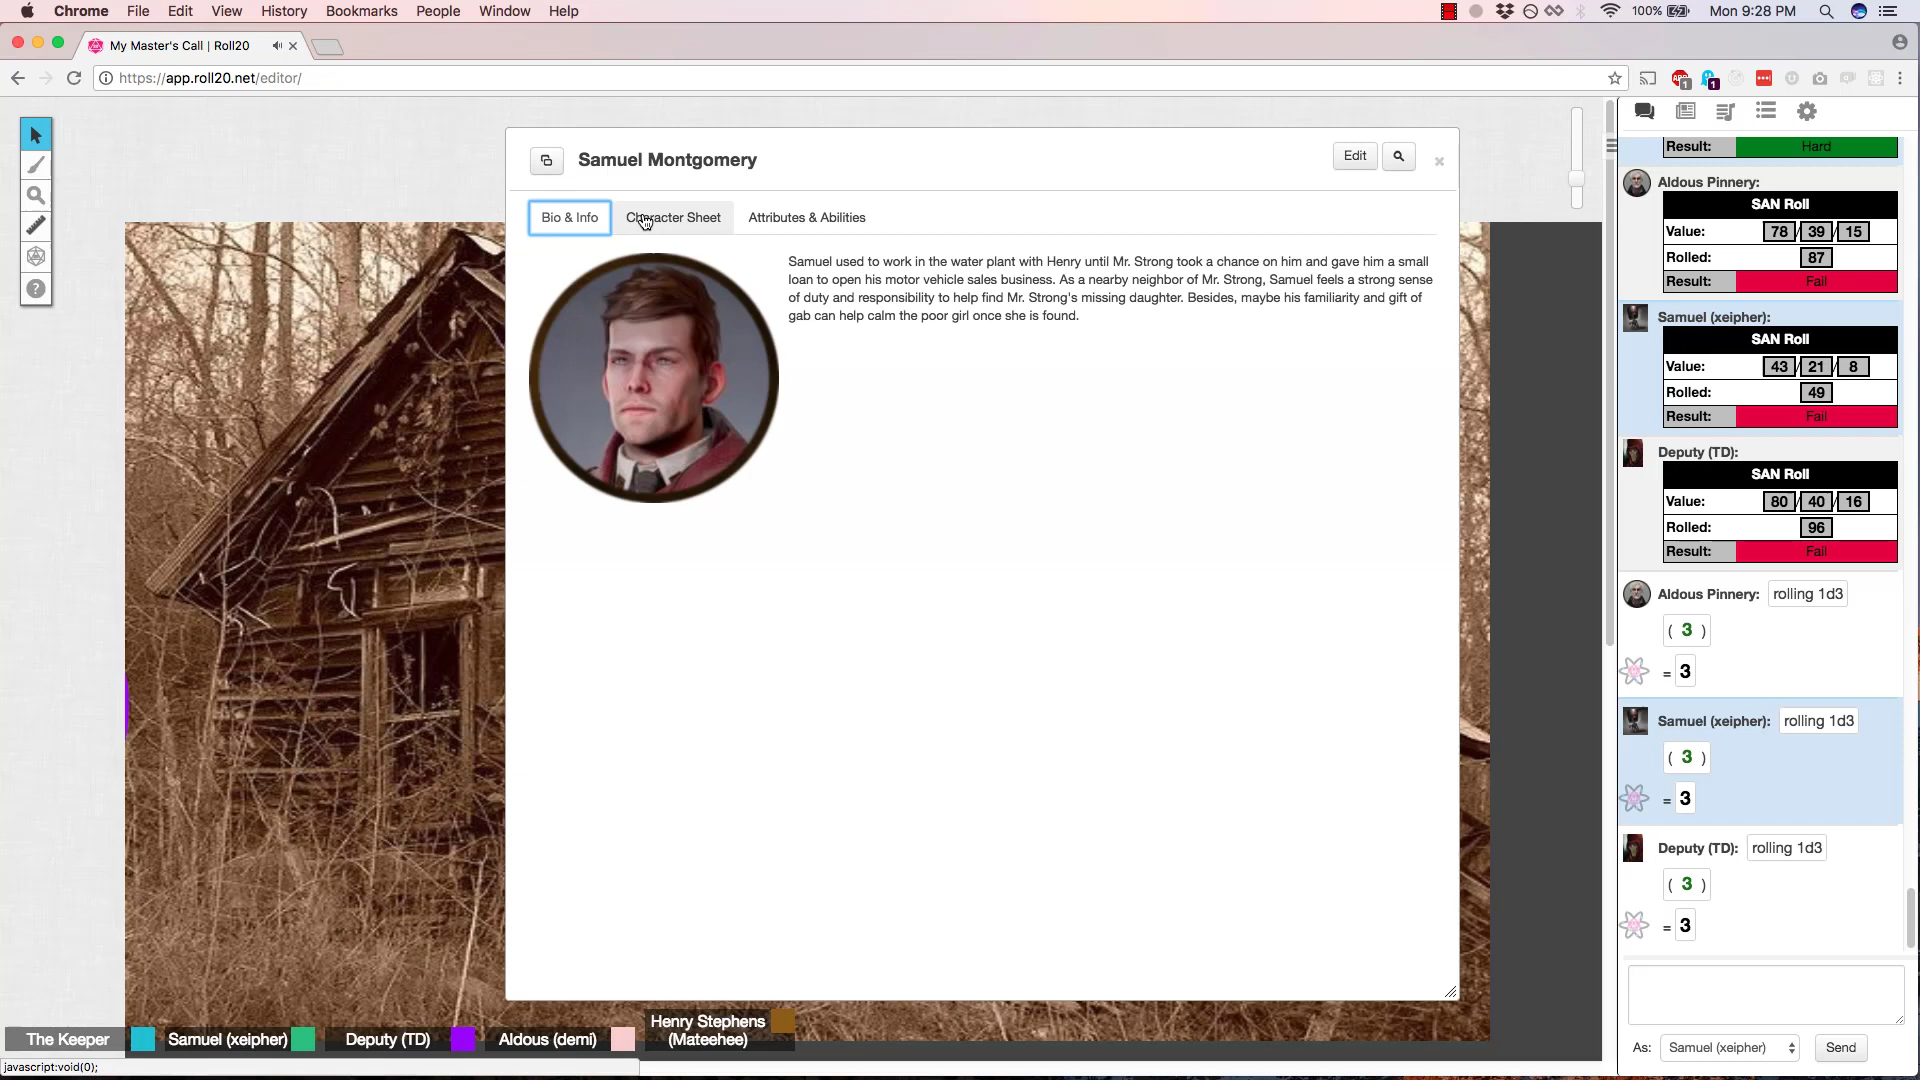 Chrome File Edit View History Bookmarks People Window Help 100% Mon 9:28 PM
My Master's Call | Roll20
https://app.roll20.net/editor/
Samuel Montgomery
Edit
Bio & Info Character Sheet Attributes & Abilities
Samuel used to work in the water plant with Henry until Mr. Strong took a chance on him and gave him a small
loan to open his motor vehicle sales business. As a nearby neighbor of Mr. Strong, Samuel feels a strong sense
of duty and responsibility to help find Mr. Strong's missing daughter. Besides, maybe his familiarity and gift of
gab can help calm the poor girl once she is found.
Result: Hard
Aldous Pinnery:
SAN Roll
Value: 78 / 39 / 15
Rolled: 87
Result: Fail
Samuel (xeipher):
SAN Roll
Value: 43 / 21 / 8
Rolled: 49
Result: Fail
Deputy (TD):
SAN Roll
Value: 80 / 40 / 16
Rolled: 96
Result: Fail
Aldous Pinnery: rolling 1d3
( 3 )
= 3
Samuel (xeipher): rolling 1d3
( 3 )
= 3
Deputy (TD): rolling 1d3
( 3 )
= 3
As: Samuel (xeipher) Send
The Keeper Samuel (xeipher) Deputy (TD) Aldous (demi) Henry Stephens
(Mateehee)
javascript:void(0);